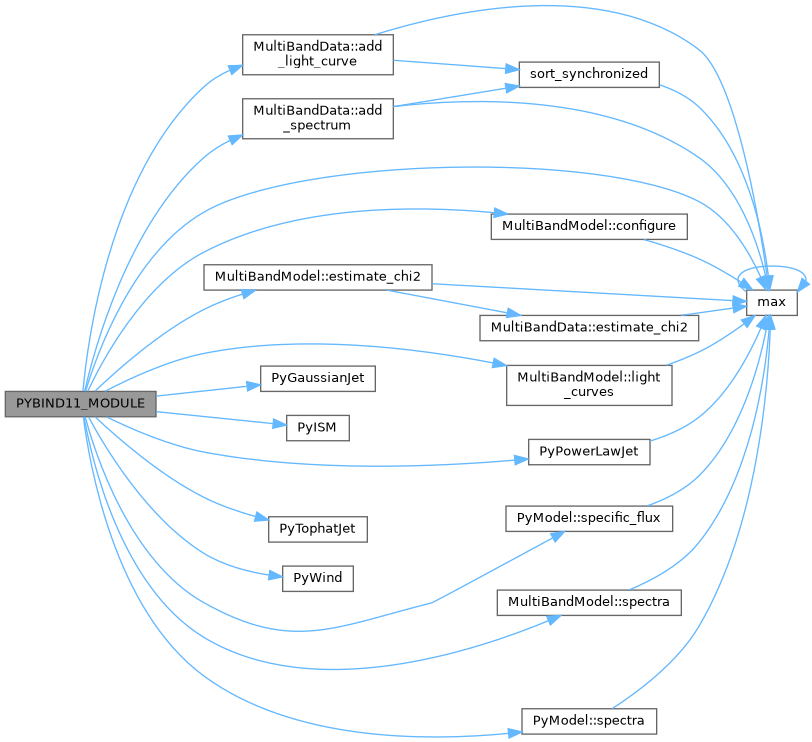 MultiBandData::add
_light_curve
sort_synchronized
MultiBandData::add
_spectrum
MultiBandModel::configure
MultiBandModel::estimate_chi2
max
MultiBandData::estimate_chi2
PyGaussianJet
MultiBandModel::light
_curves
PYBIND11_MODULE
PyISM
PyPowerLawJet
PyModel::specific_flux
PyTophatJet
PyWind
MultiBandModel::spectra
PyModel::spectra